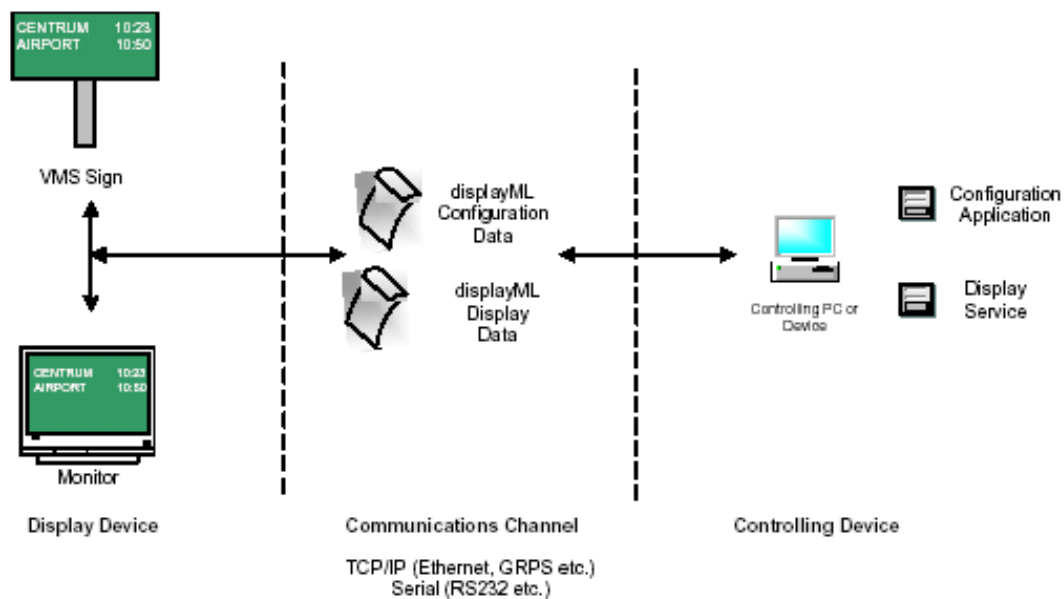 CENTRUM 10:23
AIRPORT 10:50
VMS Sign
CENTRUM 10:23
AIRPORT 10:50
Monitor
Display Device
displayML
Configuration
Data
displayML
Display
Data
Communications Channel
TCP/IP (Ethernet, GRPS etc.)
Serial (RS232 etc.)
Controlling PC or
Device
Configuration
Application
Display
Service
Controlling Device